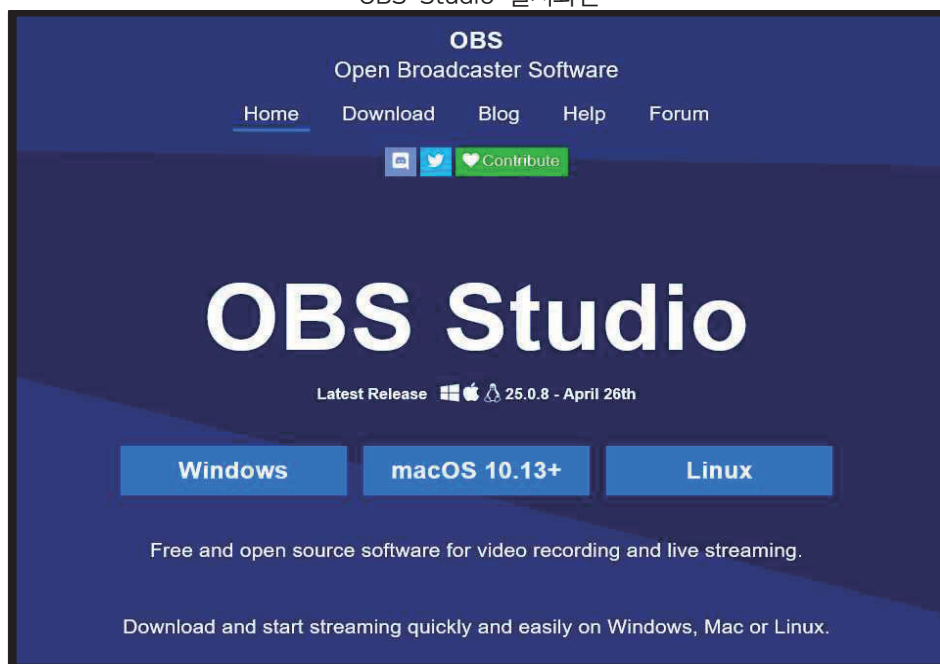 OBS Studio
OBS
Open Broadcaster Software
Home Download Blog Help Forum
Contribute
OBS Studio
Latest Release 25.0.8 - April 26th
Windows macOS 10.13+ Linux
Free and open source software for video recording and live streaming.
Download and start streaming quickly and easily on Windows, Mac or Linux.